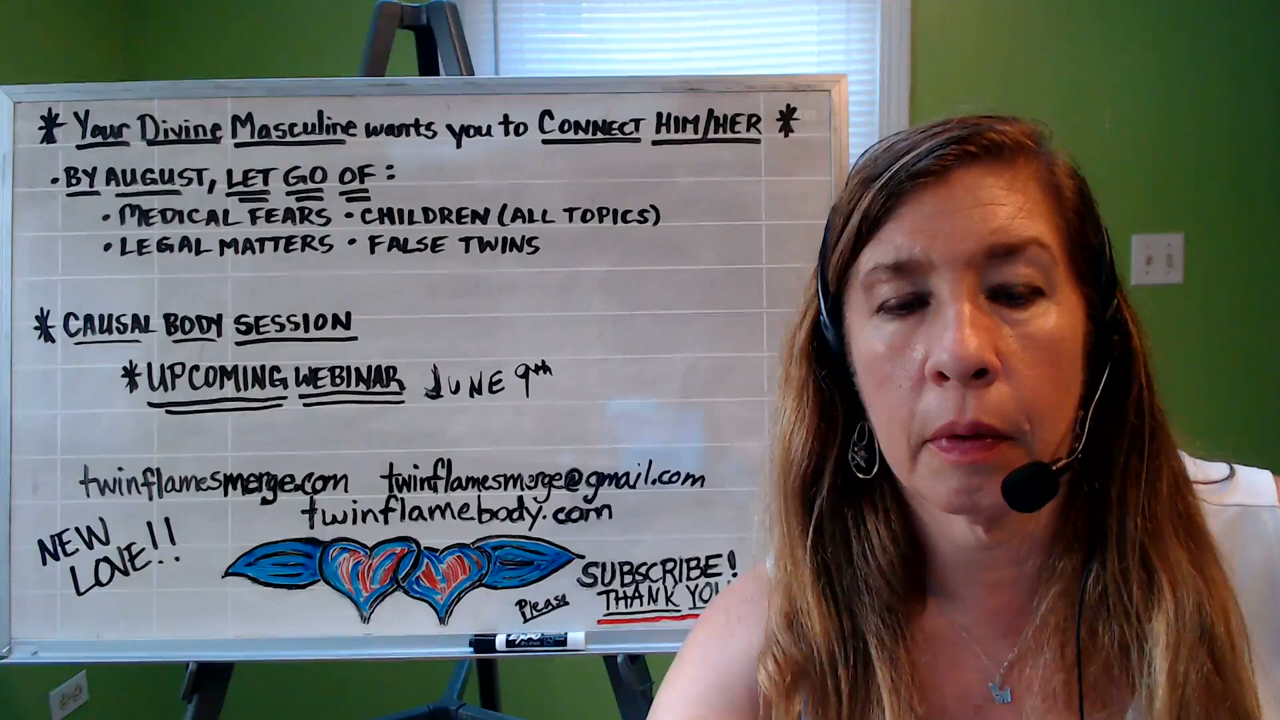 * Your Divine Masculine wants you to CONNECT HIM/HER *
• BY AUGUST, LET GO OF:
• MEDICAL FEARS • CHILDREN (ALL TOPICS)
• LEGAL MATTERS • FALSE TWINS
* CAUSAL BODY SESSION
* UPCOMING WEBINAR JUNE 9th
twinflamesmerge.com twinflamesmerge@gmail.com
twinflamebody.com
NEW LOVE!!
Please SUBSCRIBE!
THANK YOU
EXPO